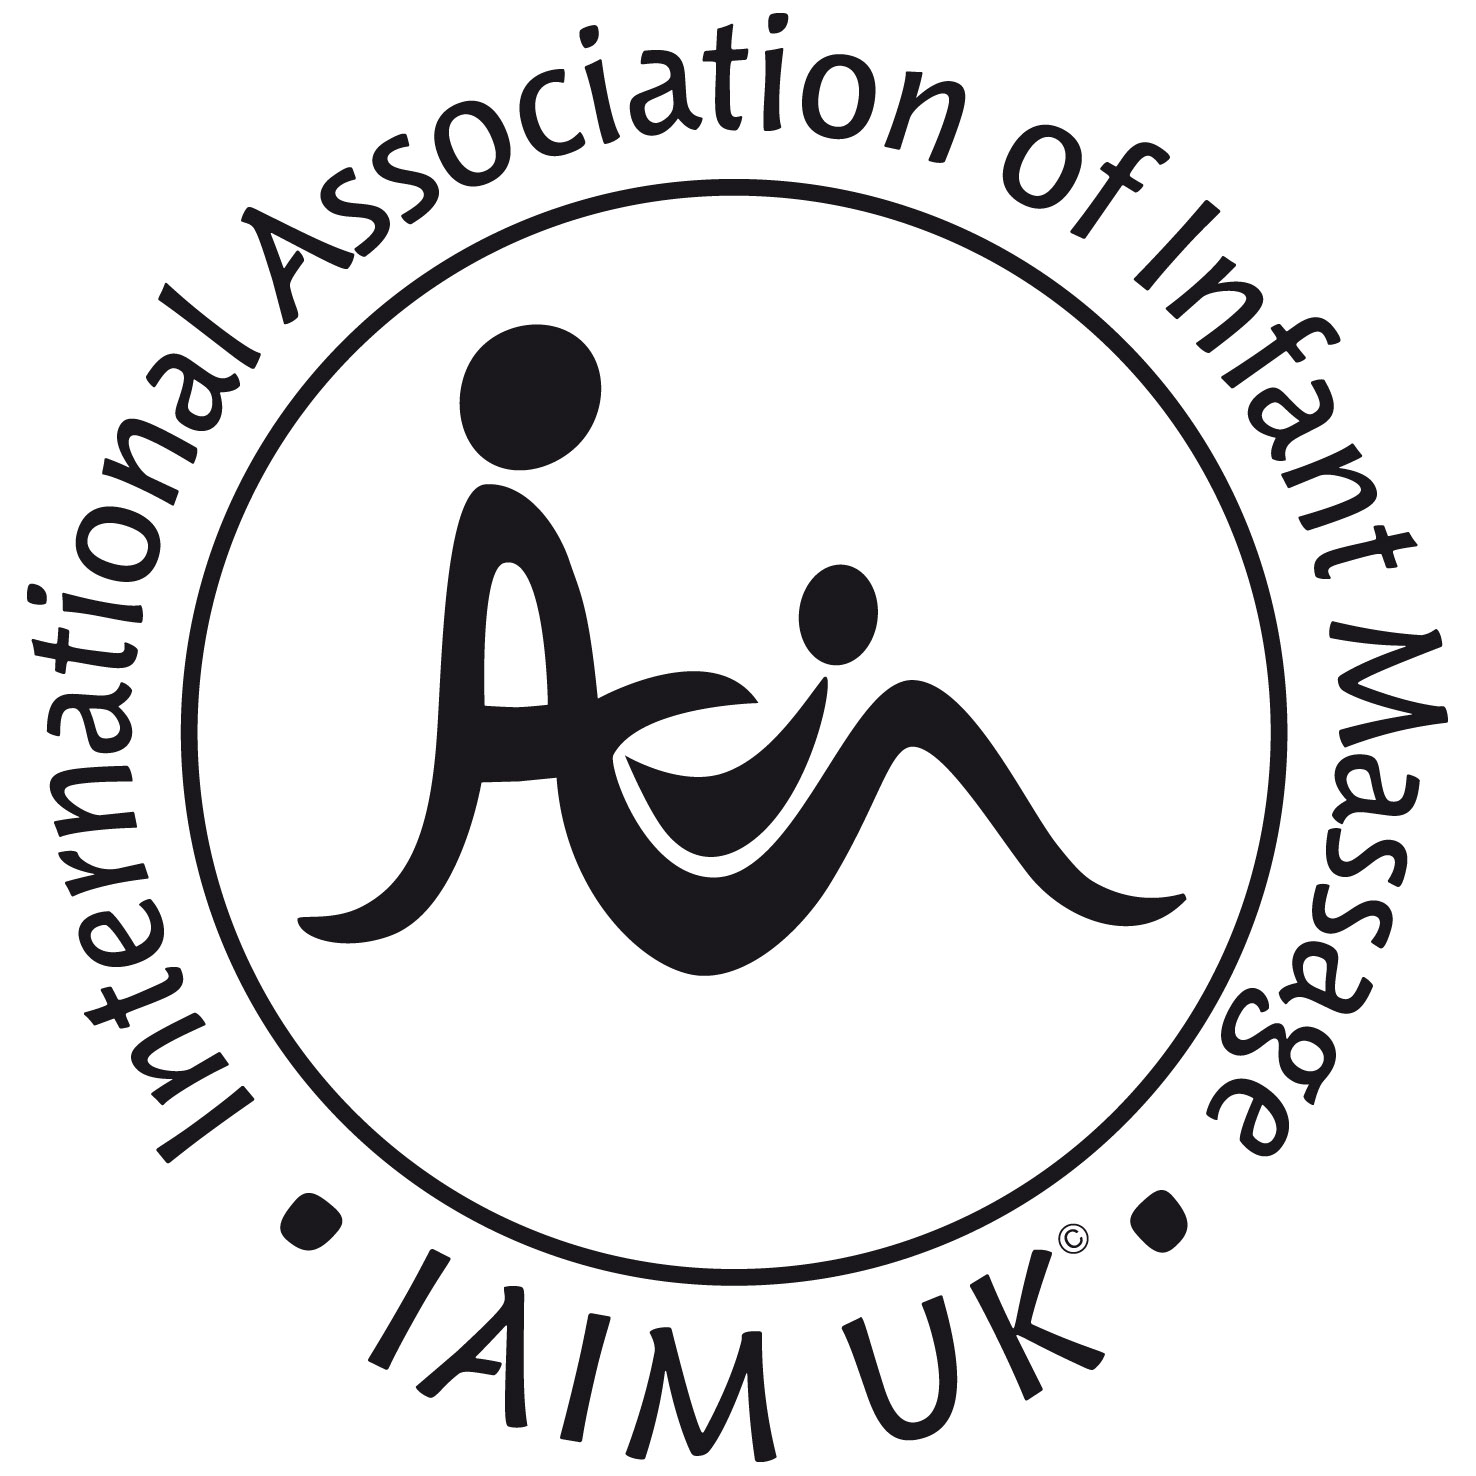 International Association of Infant Massage
• IAIM UK© •